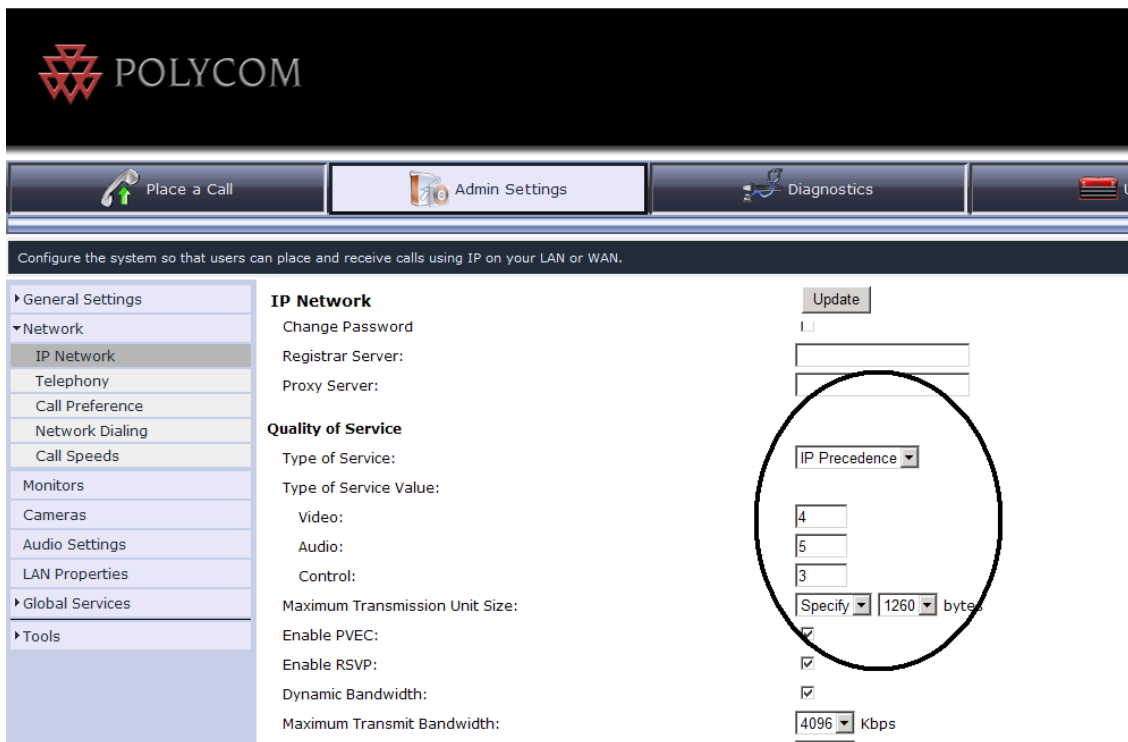 POLYCOM
Place a Call
Admin Settings
Diagnostics
Configure the system so that users can place and receive calls using IP on your LAN or WAN.
General Settings
Network
IP Network
Telephony
Call Preference
Network Dialing
Call Speeds
Monitors
Cameras
Audio Settings
LAN Properties
Global Services
Tools
IP Network Update
Change Password
Registrar Server:
Proxy Server:
Quality of Service
Type of Service: IP Precedence
Type of Service Value:
Video: 4
Audio: 5
Control: 3
Maximum Transmission Unit Size: Specify 1260 bytes
Enable PVEC:
Enable RSVP:
Dynamic Bandwidth:
Maximum Transmit Bandwidth: 4096 Kbps